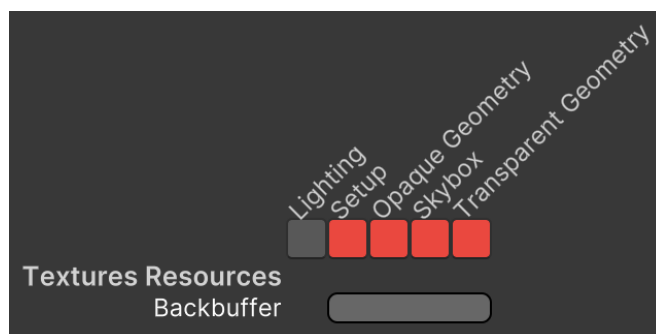 Lighting
Setup
Opaque Geometry
Skybox
Transparent Geometry
Textures Resources
Backbuffer